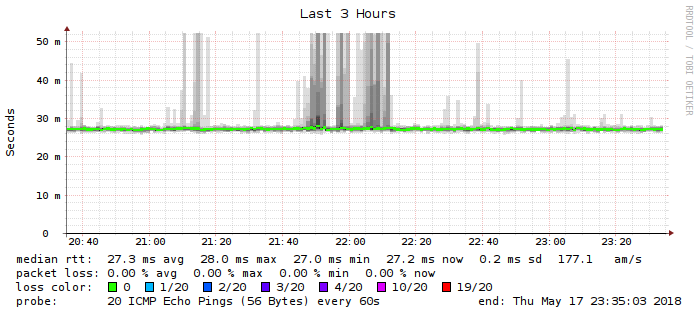 Last 3 Hours
RRDTOOL / TOBI OETIKER
Seconds
50 m
40 m
30 m
20 m
10 m
0
20:40 21:00 21:20 21:40 22:00 22:20 22:40 23:00 23:20
median rtt: 27.3 ms avg 28.0 ms max 27.0 ms min 27.2 ms now 0.2 ms sd 177.1 am/s
packet loss: 0.00 % avg 0.00 % max 0.00 % min 0.00 % now
loss color: 0 1/20 2/20 3/20 4/20 10/20 19/20
probe: 20 ICMP Echo Pings (56 Bytes) every 60s end: Thu May 17 23:35:03 2018